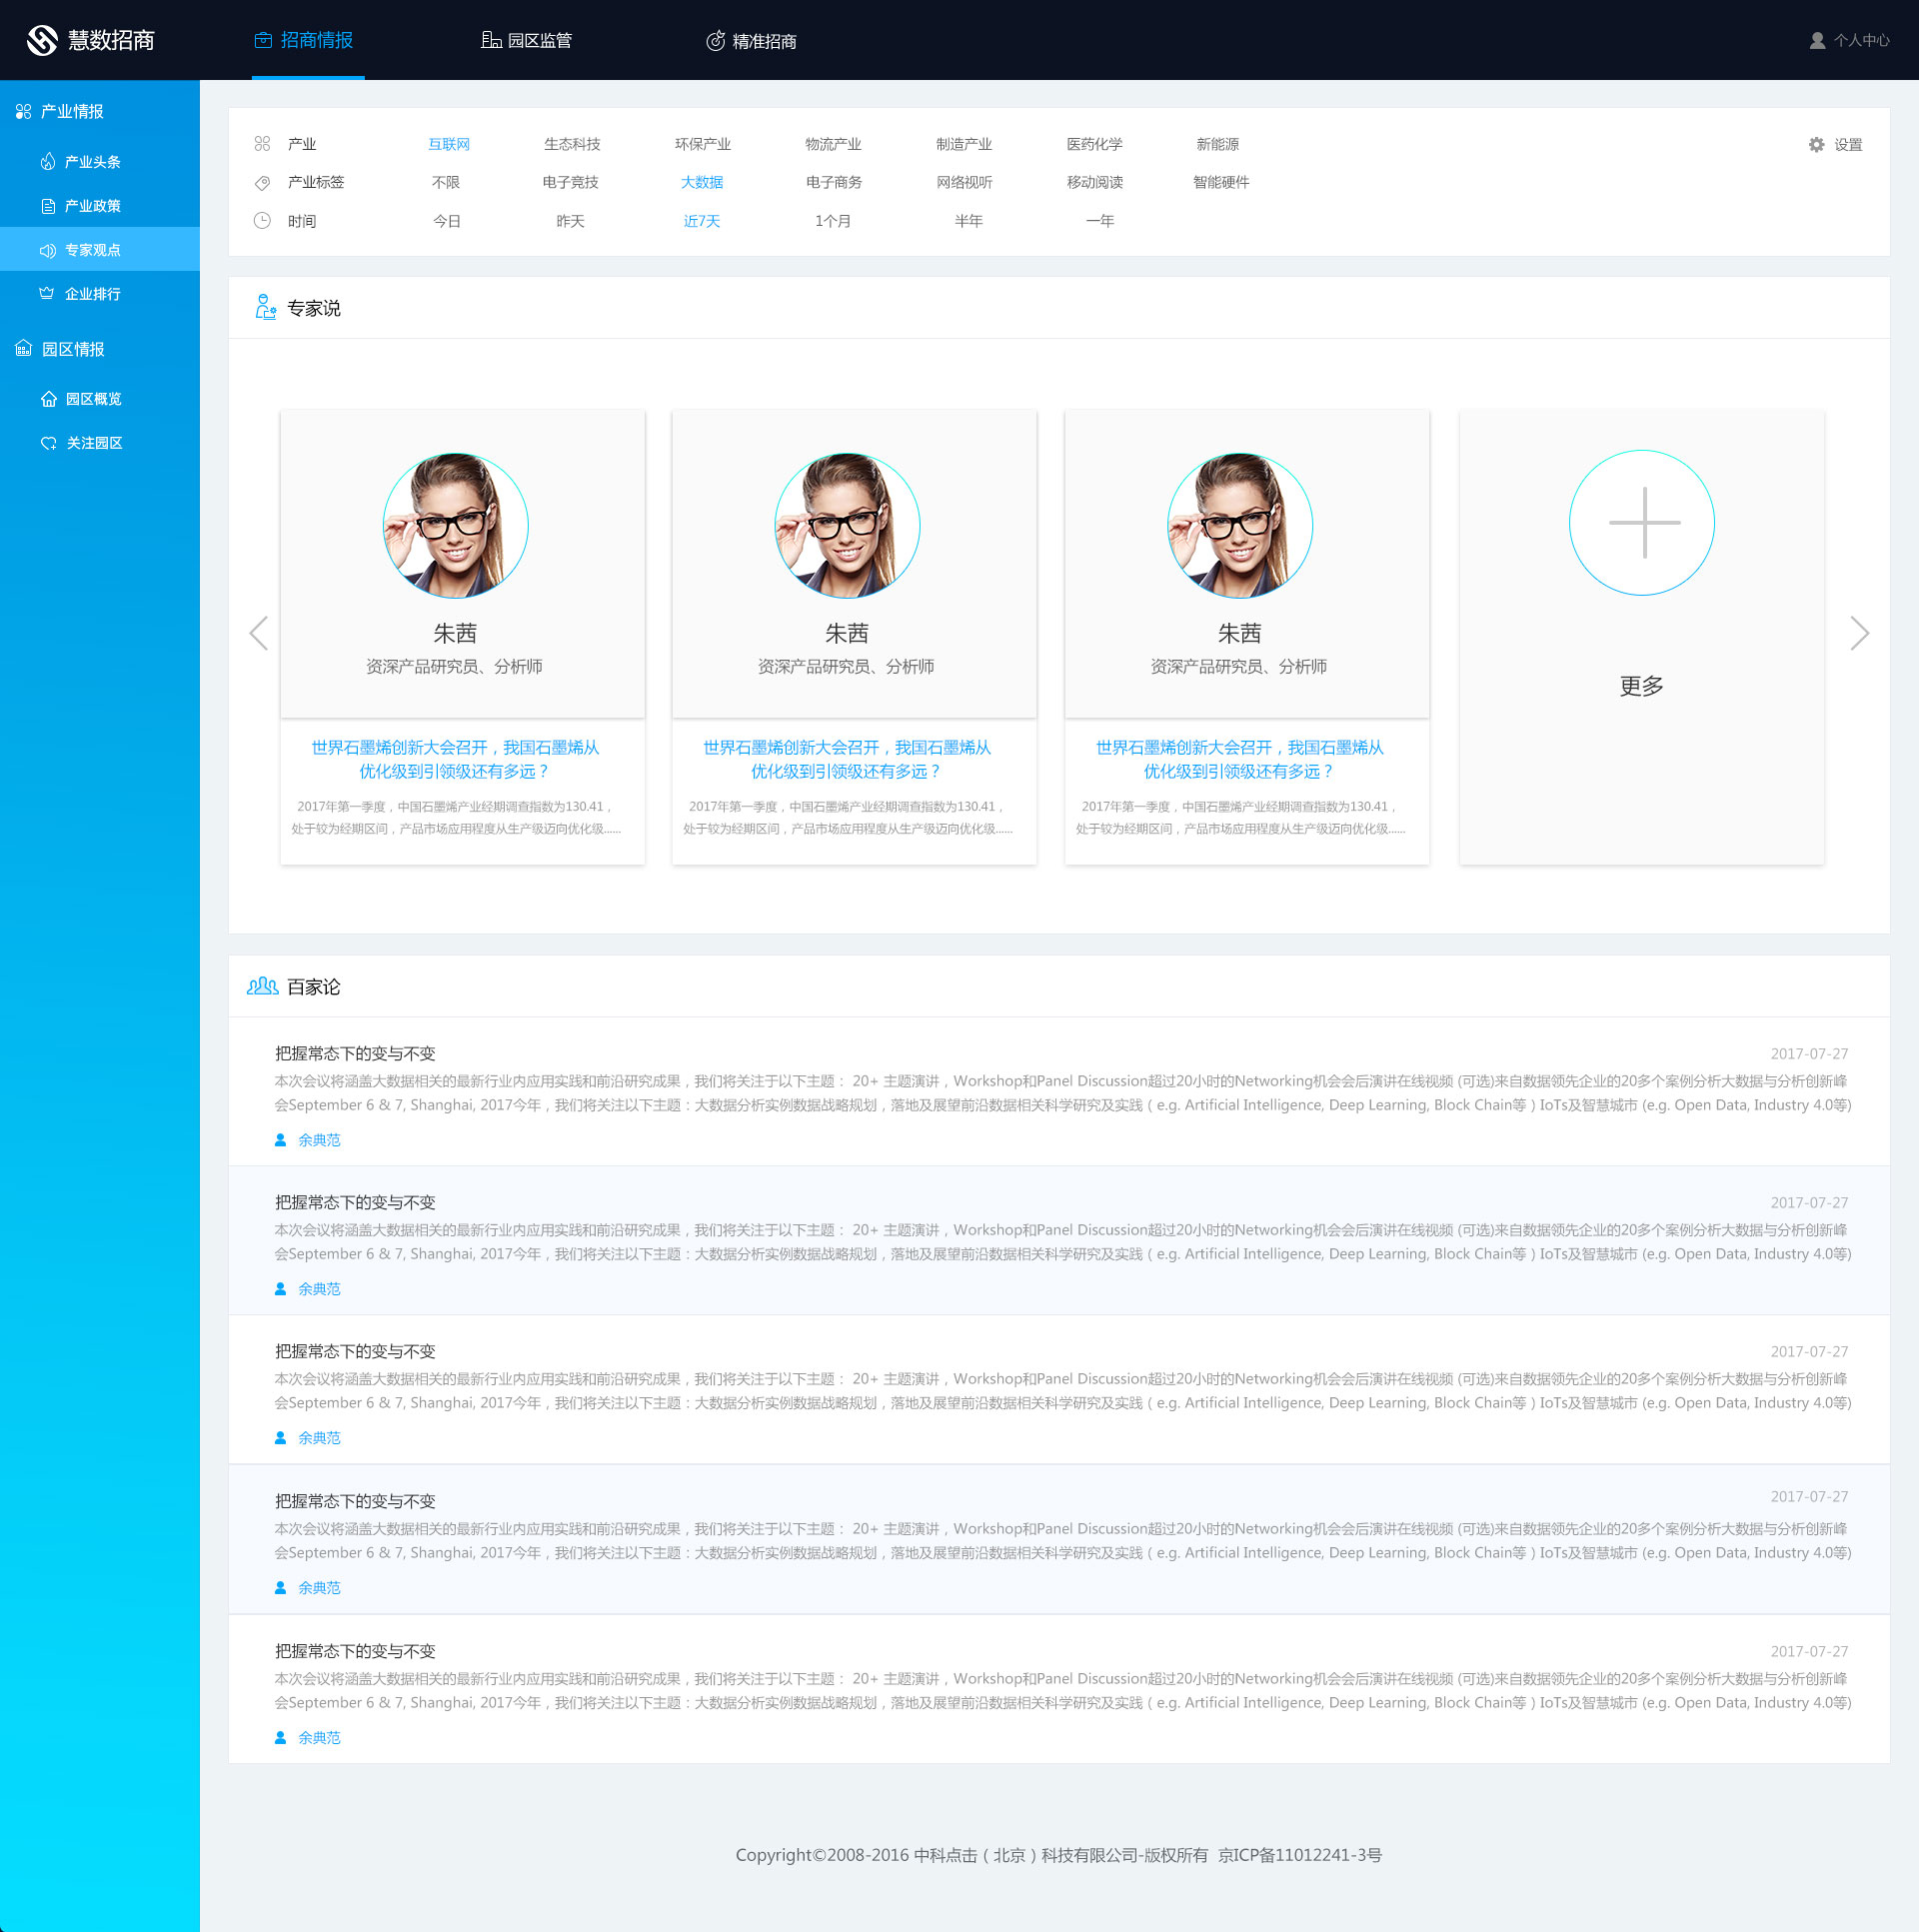 慧数招商
招商情报
园区监管
精准招商
个人中心
产业情报
产业头条
产业政策
专家观点
企业排行
园区情报
园区概览
关注园区
产业 互联网 生态科技 环保产业 物流产业 制造产业 医药化学 新能源 设置
产业标签 不限 电子竞技 大数据 电子商务 网络视听 移动阅读 智能硬件
时间 今日 昨天 近7天 1个月 半年 一年
专家说
朱茜
资深产品研究员、分析师
世界石墨烯创新大会召开，我国石墨烯从
优化级到引领级还有多远？
2017年第一季度，中国石墨烯产业经期调查指数为130.41，
处于较为经期区问，产品市场应用程度从生产级迈向优化级......
朱茜
资深产品研究员、分析师
世界石墨烯创新大会召开，我国石墨烯从
优化级到引领级还有多远？
2017年第一季度，中国石墨烯产业经期调查指数为130.41，
处于较为经期区问，产品市场应用程度从生产级迈向优化级......
朱茜
资深产品研究员、分析师
世界石墨烯创新大会召开，我国石墨烯从
优化级到引领级还有多远？
2017年第一季度，中国石墨烯产业经期调查指数为130.41，
处于较为经期区问，产品市场应用程度从生产级迈向优化级......
更多
百家论
把握常态下的变与不变 2017-07-27
本次会议将涵盖大数据相关的最新行业内应用实践和前沿研究成果，我们将关注于以下主题： 20+ 主题演讲，Workshop和Panel Discussion超过20小时的Networking机会会后演讲在线视频 (可选)来自数据领先企业的20多个案例分析大数据与分析创新峰
会September 6 & 7, Shanghai, 2017今年，我们将关注以下主题：大数据分析实例数据战略规划，落地及展望前沿数据相关科学研究及实践（e.g. Artificial Intelligence, Deep Learning, Block Chain等）IoTs及智慧城市 (e.g. Open Data, Industry 4.0等)
余典范
把握常态下的变与不变 2017-07-27
本次会议将涵盖大数据相关的最新行业内应用实践和前沿研究成果，我们将关注于以下主题： 20+ 主题演讲，Workshop和Panel Discussion超过20小时的Networking机会会后演讲在线视频 (可选)来自数据领先企业的20多个案例分析大数据与分析创新峰
会September 6 & 7, Shanghai, 2017今年，我们将关注以下主题：大数据分析实例数据战略规划，落地及展望前沿数据相关科学研究及实践（e.g. Artificial Intelligence, Deep Learning, Block Chain等）IoTs及智慧城市 (e.g. Open Data, Industry 4.0等)
余典范
把握常态下的变与不变 2017-07-27
本次会议将涵盖大数据相关的最新行业内应用实践和前沿研究成果，我们将关注于以下主题： 20+ 主题演讲，Workshop和Panel Discussion超过20小时的Networking机会会后演讲在线视频 (可选)来自数据领先企业的20多个案例分析大数据与分析创新峰
会September 6 & 7, Shanghai, 2017今年，我们将关注以下主题：大数据分析实例数据战略规划，落地及展望前沿数据相关科学研究及实践（e.g. Artificial Intelligence, Deep Learning, Block Chain等）IoTs及智慧城市 (e.g. Open Data, Industry 4.0等)
余典范
把握常态下的变与不变 2017-07-27
本次会议将涵盖大数据相关的最新行业内应用实践和前沿研究成果，我们将关注于以下主题： 20+ 主题演讲，Workshop和Panel Discussion超过20小时的Networking机会会后演讲在线视频 (可选)来自数据领先企业的20多个案例分析大数据与分析创新峰
会September 6 & 7, Shanghai, 2017今年，我们将关注以下主题：大数据分析实例数据战略规划，落地及展望前沿数据相关科学研究及实践（e.g. Artificial Intelligence, Deep Learning, Block Chain等）IoTs及智慧城市 (e.g. Open Data, Industry 4.0等)
余典范
把握常态下的变与不变 2017-07-27
本次会议将涵盖大数据相关的最新行业内应用实践和前沿研究成果，我们将关注于以下主题： 20+ 主题演讲，Workshop和Panel Discussion超过20小时的Networking机会会后演讲在线视频 (可选)来自数据领先企业的20多个案例分析大数据与分析创新峰
会September 6 & 7, Shanghai, 2017今年，我们将关注以下主题：大数据分析实例数据战略规划，落地及展望前沿数据相关科学研究及实践（e.g. Artificial Intelligence, Deep Learning, Block Chain等）IoTs及智慧城市 (e.g. Open Data, Industry 4.0等)
余典范
Copyright©2008-2016 中科点击（北京）科技有限公司-版权所有 京ICP备11012241-3号